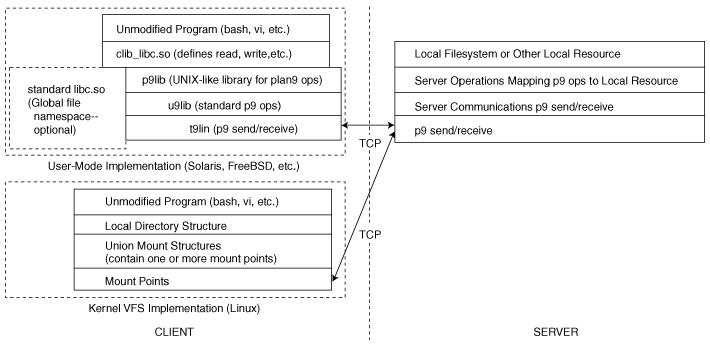 Unmodified Program (bash, vi, etc.)
clib_libc.so (defines read, write,etc.)
standard libc.so
(Global file
namespace--
optional)
p9lib (UNIX-like library for plan9 ops)
u9lib (standard p9 ops)
t9lin (p9 send/receive)
User-Mode Implementation (Solaris, FreeBSD, etc.)
TCP
Local Filesystem or Other Local Resource
Server Operations Mapping p9 ops to Local Resource
Server Communications p9 send/receive
p9 send/receive
Unmodified Program (bash, vi, etc.)
Local Directory Structure
Union Mount Structures
(contain one or more mount points)
Mount Points
TCP
Kernel VFS Implementation (Linux)
CLIENT
SERVER